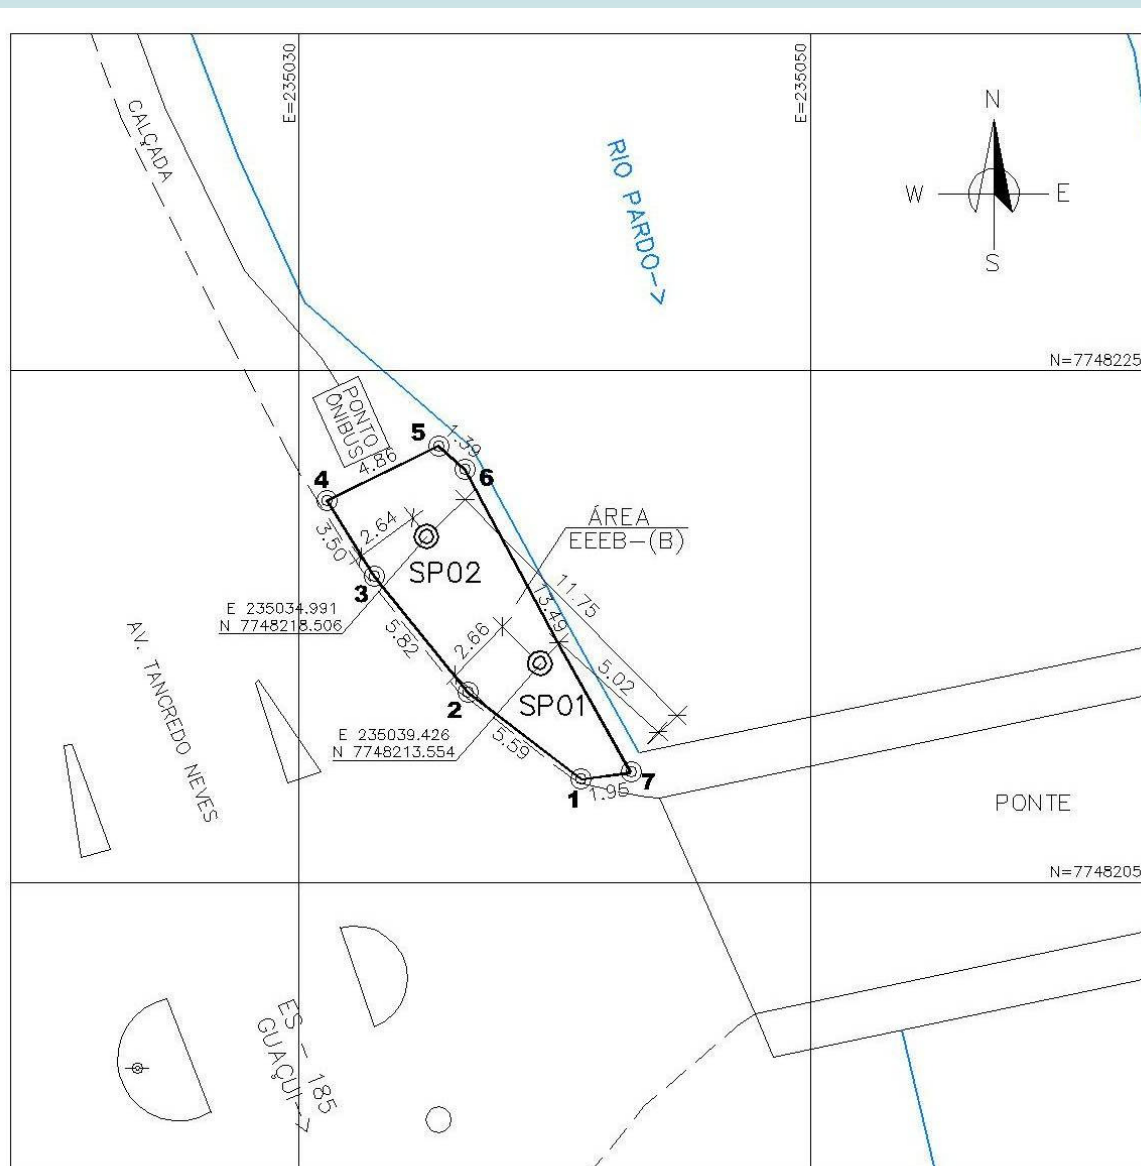 E=235030
E=235050
CALÇADA
RIO PARDO->
N
W
E
S
N=7748225
PONTO
ÔNIBUS
5
1.39
4.86
6
4
3.50
2.64
ÁREA
EEEB-(B)
SP02
3
11.75
13.49
E 235034.991
N 7748218.506
5.82
2.66
5.02
AV. TANCREDO NEVES
2
SP01
E 235039.426
N 7748213.554
5.59
1
1.95
7
PONTE
N=7748205
ES - 185
GUAÇUI->